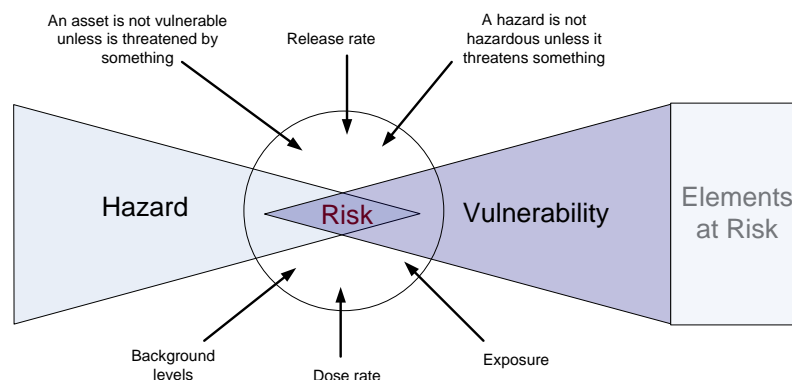 An asset is not vulnerable
unless is threatened by
something
Release rate
A hazard is not
hazardous unless it
threatens something
Hazard
Risk
Vulnerability
Elements
at Risk
Background
levels
Dose rate
Exposure